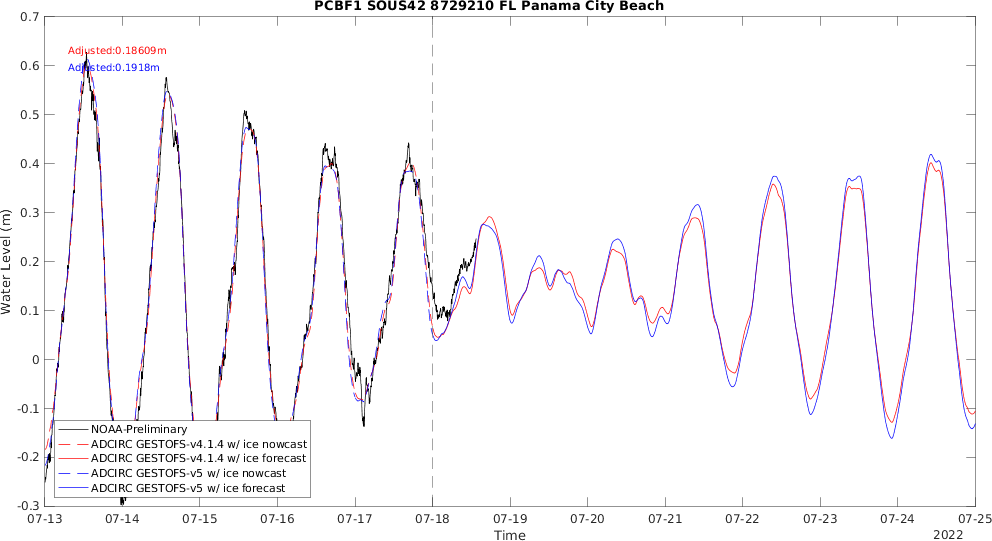 PCBF1 SOUS42 8729210 FL Panama City Beach
Adjusted:0.18609m
Adjusted:0.1918m
Water Level (m)
0.7
0.6
0.5
0.4
0.3
0.2
0.1
0
-0.1
-0.2
-0.3
NOAA-Preliminary
ADCIRC GESTOFS-v4.1.4 w/ ice nowcast
ADCIRC GESTOFS-v4.1.4 w/ ice forecast
ADCIRC GESTOFS-v5 w/ ice nowcast
ADCIRC GESTOFS-v5 w/ ice forecast
07-13 07-14 07-15 07-16 07-17 07-18 07-19 07-20 07-21 07-22 07-23 07-24 07-25
Time
2022